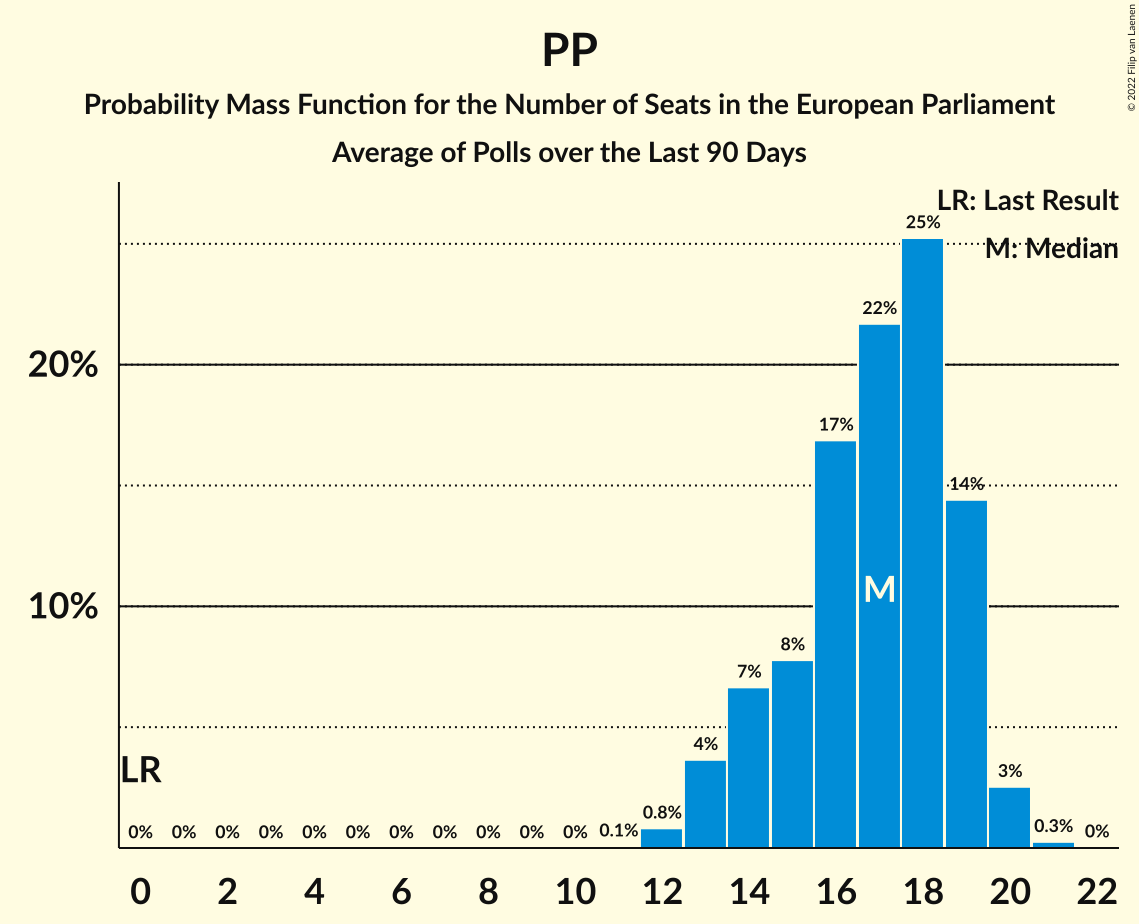 PP
Probability Mass Function for the Number of Seats in the European Parliament
Average of Polls over the Last 90 Days
© 2022 Filip van Laenen
LR: Last Result
M: Median
25%
22%
20%
17%
14%
M
10%
8%
7%
4%
LR
3%
0% 0% 0% 0% 0% 0% 0% 0% 0% 0% 0% 0.1% 0.8% 0.3% 0%
0 2 4 6 8 10 12 14 16 18 20 22